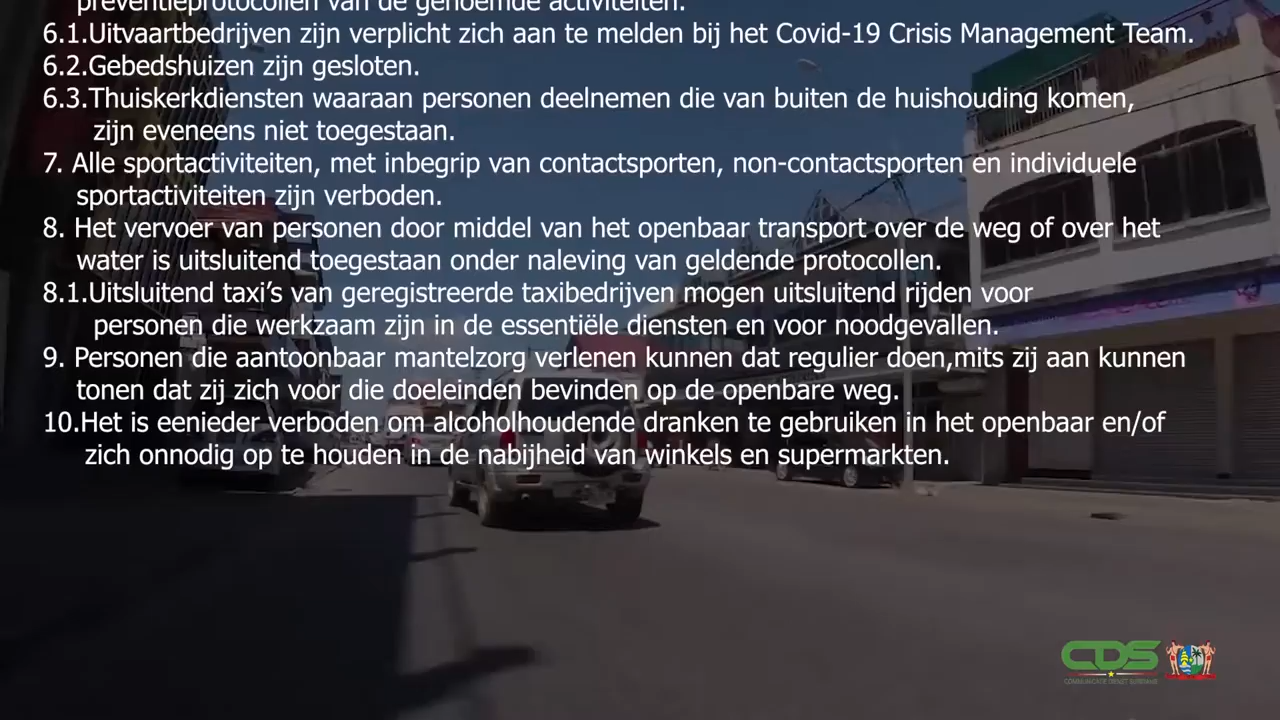 preventieprotocollen van de genoemde activiteiten.
6.1.Uitvaartbedrijven zijn verplicht zich aan te melden bij het Covid-19 Crisis Management Team.
6.2.Gebedshuizen zijn gesloten.
6.3.Thuiskerkdiensten waaraan personen deelnemen die van buiten de huishouding komen,
zijn eveneens niet toegestaan.
7. Alle sportactiviteiten, met inbegrip van contactsporten, non-contactsporten en individuele
sportactiviteiten zijn verboden.
8. Het vervoer van personen door middel van het openbaar transport over de weg of over het
water is uitsluitend toegestaan onder naleving van geldende protocollen.
8.1.Uitsluitend taxi’s van geregistreerde taxibedrijven mogen uitsluitend rijden voor
personen die werkzaam zijn in de essentiële diensten en voor noodgevallen.
9. Personen die aantoonbaar mantelzorg verlenen kunnen dat regulier doen,mits zij aan kunnen
tonen dat zij zich voor die doeleinden bevinden op de openbare weg.
10.Het is eenieder verboden om alcoholhoudende dranken te gebruiken in het openbaar en/of
zich onnodig op te houden in de nabijheid van winkels en supermarkten.
CDS